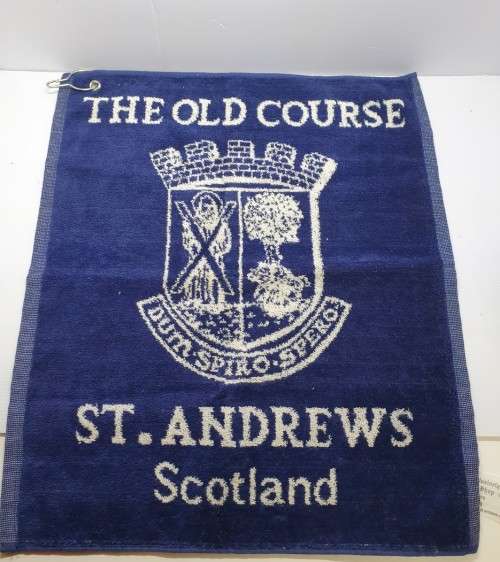 THE OLD COURSE
DUM·SPIRO·SPERO
ST. ANDREWS
Scotland